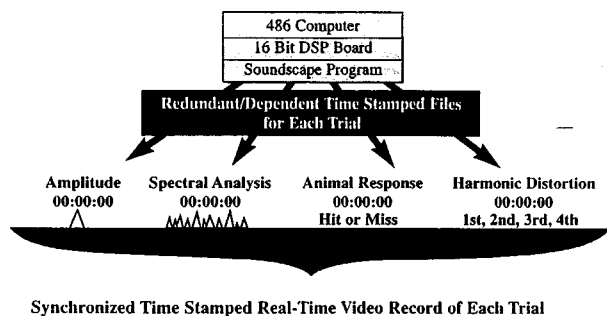 486 Computer
16 Bit DSP Board
Soundscape Program
Redundant/Dependent Time Stamped Files
for Each Trial
Amplitude
00:00:00
Spectral Analysis
00:00:00
Animal Response
00:00:00
Hit or Miss
Harmonic Distortion
00:00:00
1st, 2nd, 3rd, 4th
Synchronized Time Stamped Real-Time Video Record of Each Trial